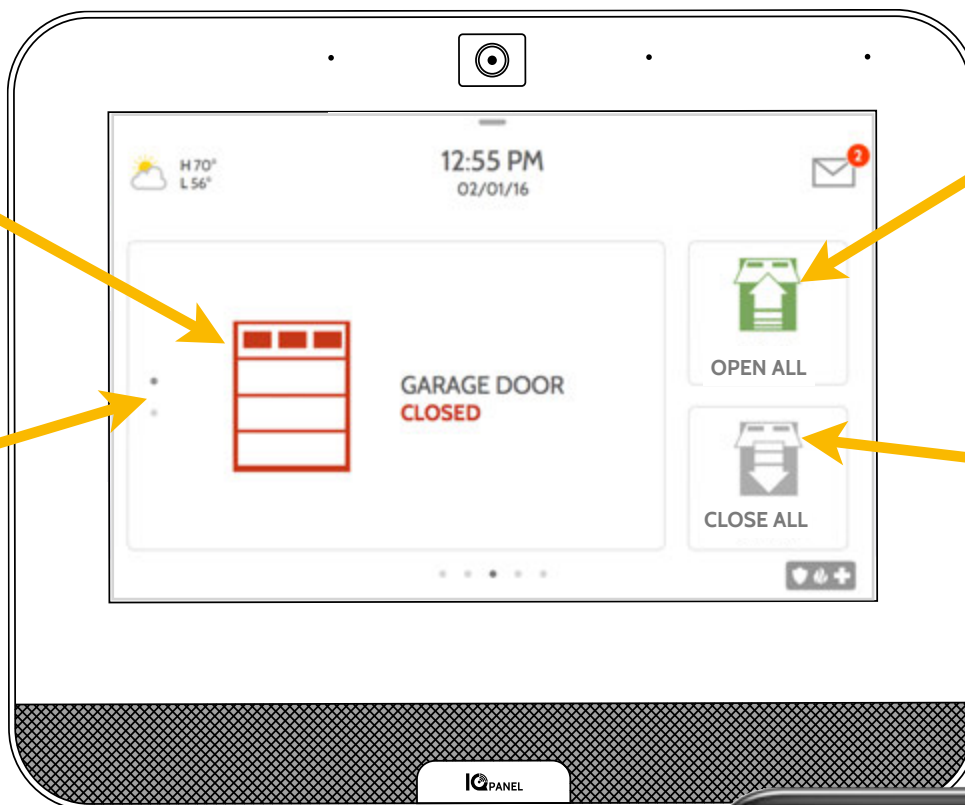 H 70°
L 56°
12:55 PM
02/01/16
2
GARAGE DOOR
CLOSED
OPEN ALL
CLOSE ALL
IQ PANEL